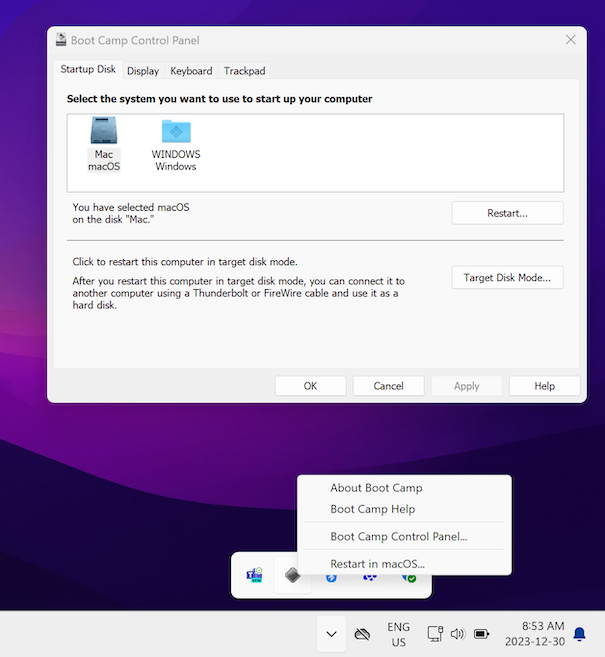 Boot Camp Control Panel
Startup Disk Display Keyboard Trackpad
Select the system you want to use to start up your computer
Mac
macOS
WINDOWS
Windows
You have selected macOS
on the disk "Mac."
Restart...
Click to restart this computer in target disk mode.
After you restart this computer in target disk mode, you can connect it to
another computer using a Thunderbolt or FireWire cable and use it as a
hard disk.
Target Disk Mode...
OK Cancel Apply Help
About Boot Camp
Boot Camp Help
Boot Camp Control Panel...
Restart in macOS...
ENG
US
8:53 AM
2023-12-30